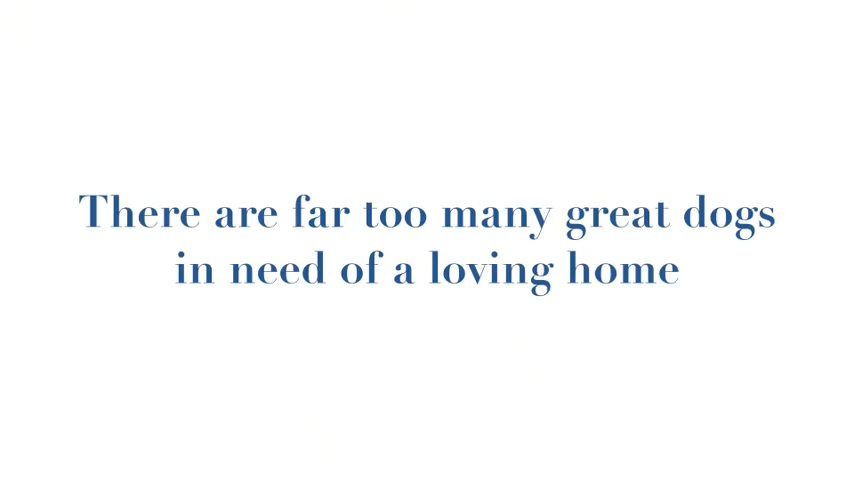 There are far too many great dogs
in need of a loving home